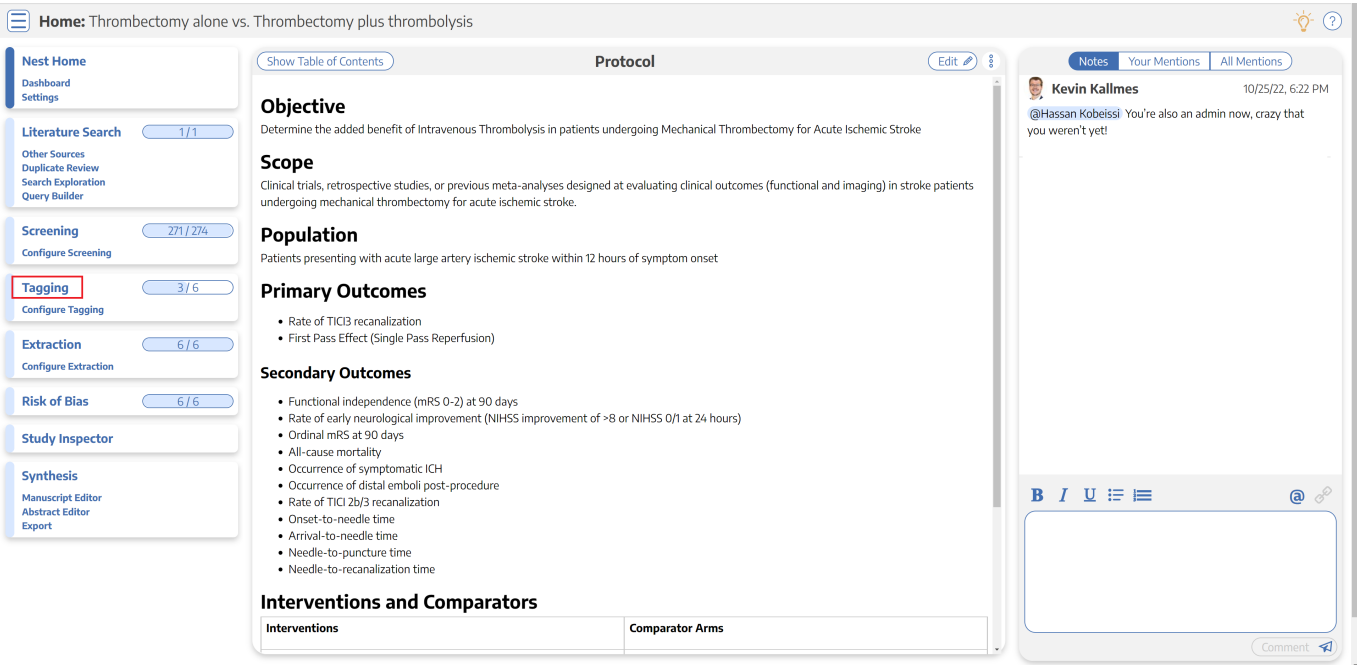 Home: Thrombectomy alone vs. Thrombectomy plus thrombolysis
?
Nest Home
Dashboard
Settings
Literature Search 1 / 1
Other Sources
Duplicate Review
Search Exploration
Query Builder
Screening 271 / 274
Configure Screening
Tagging 3 / 6
Configure Tagging
Extraction 6 / 6
Configure Extraction
Risk of Bias 6 / 6
Study Inspector
Synthesis
Manuscript Editor
Abstract Editor
Export
Show Table of Contents Protocol Edit
Objective
Determine the added benefit of Intravenous Thrombolysis in patients undergoing Mechanical Thrombectomy for Acute Ischemic Stroke
Scope
Clinical trials, retrospective studies, or previous meta-analyses designed at evaluating clinical outcomes (functional and imaging) in stroke patients
undergoing mechanical thrombectomy for acute ischemic stroke.
Population
Patients presenting with acute large artery ischemic stroke within 12 hours of symptom onset
Primary Outcomes
• Rate of TICI3 recanalization
• First Pass Effect (Single Pass Reperfusion)
Secondary Outcomes
• Functional independence (mRS 0-2) at 90 days
• Rate of early neurological improvement (NIHSS improvement of >8 or NIHSS 0/1 at 24 hours)
• Ordinal mRS at 90 days
• All-cause mortality
• Occurrence of symptomatic ICH
• Occurrence of distal emboli post-procedure
• Rate of TICI 2b/3 recanalization
• Onset-to-needle time
• Arrival-to-needle time
• Needle-to-puncture time
• Needle-to-recanalization time
Interventions and Comparators
Interventions Comparator Arms
Notes Your Mentions All Mentions
Kevin Kallmes 10/25/22, 6:22 PM
@Hassan Kobeissi You're also an admin now, crazy that
you weren't yet!
B I U @
Comment